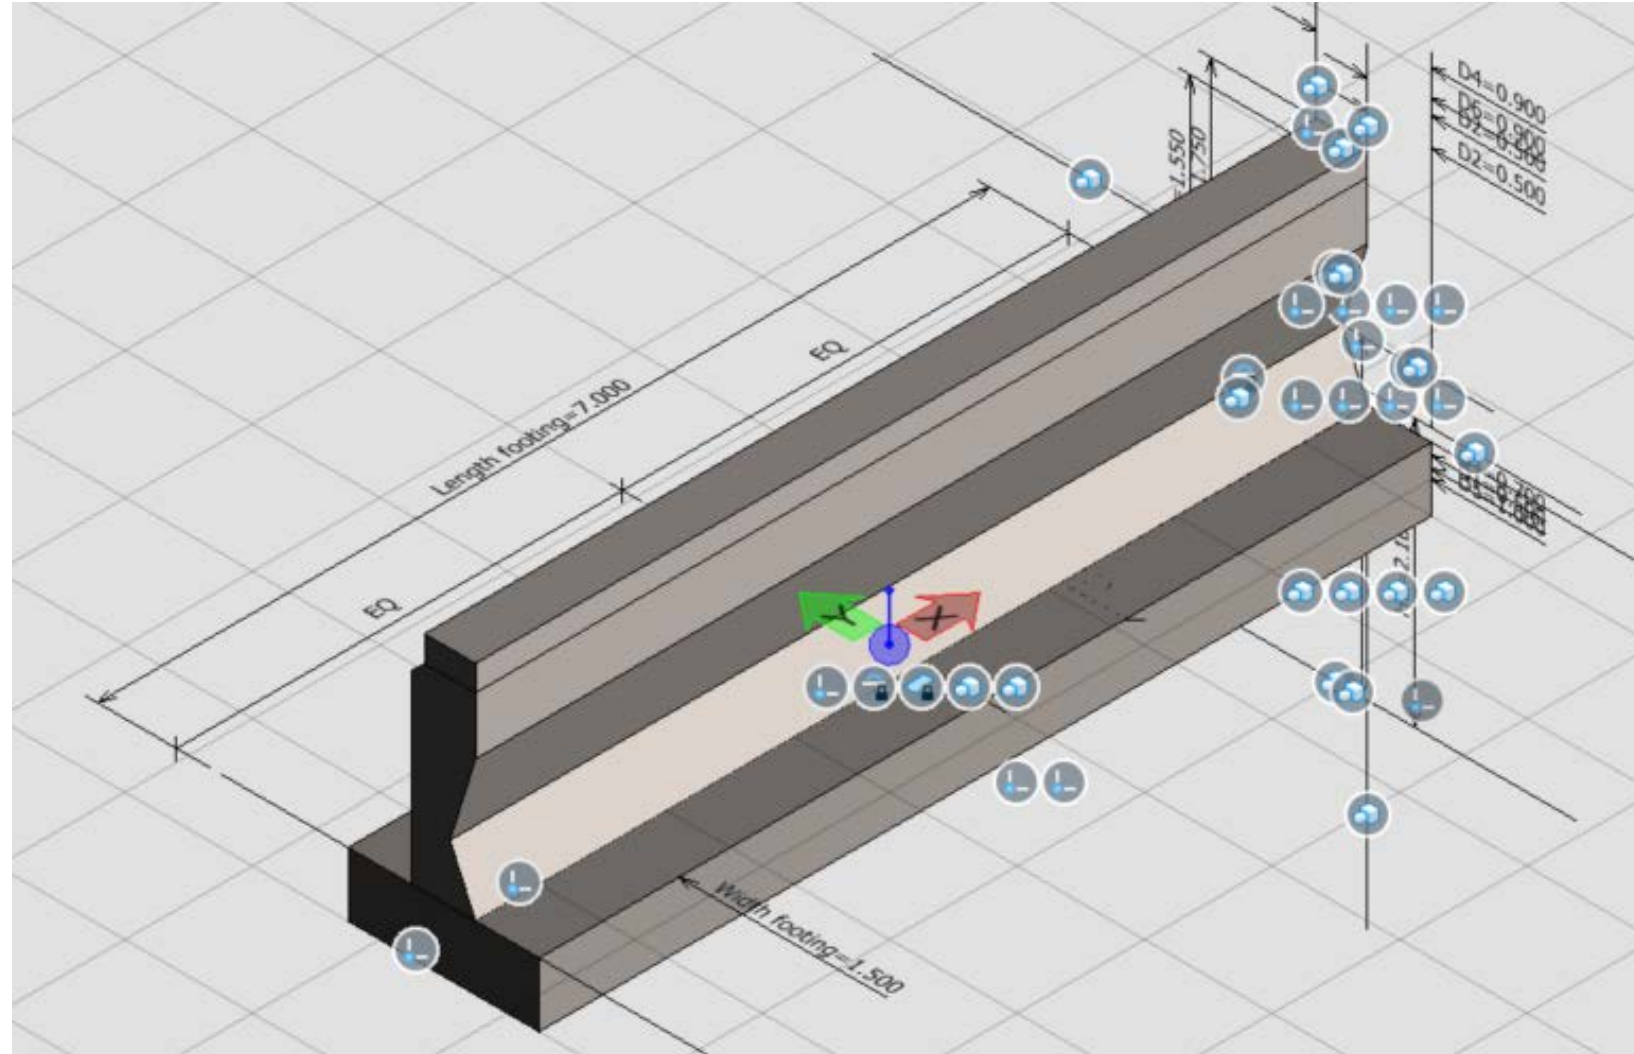 D4=0.900
D6=0.900
D2=0.500
=1.550
1.750
EQ
Length footing=7.000
EQ
Width footing=1.500
Y
X